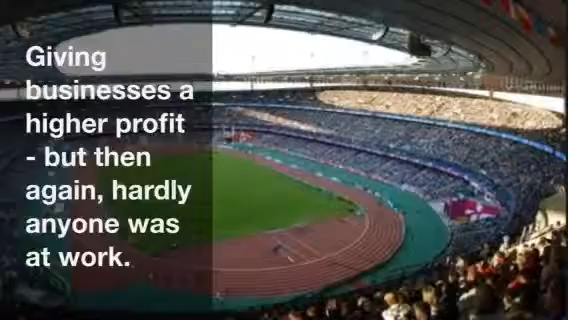 Giving
businesses a
higher profit
- but then
again, hardly
anyone was
at work.